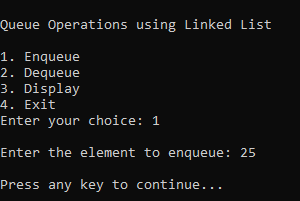 Queue Operations using Linked List
1. Enqueue
2. Dequeue
3. Display
4. Exit
Enter your choice: 1
Enter the element to enqueue: 25
Press any key to continue...